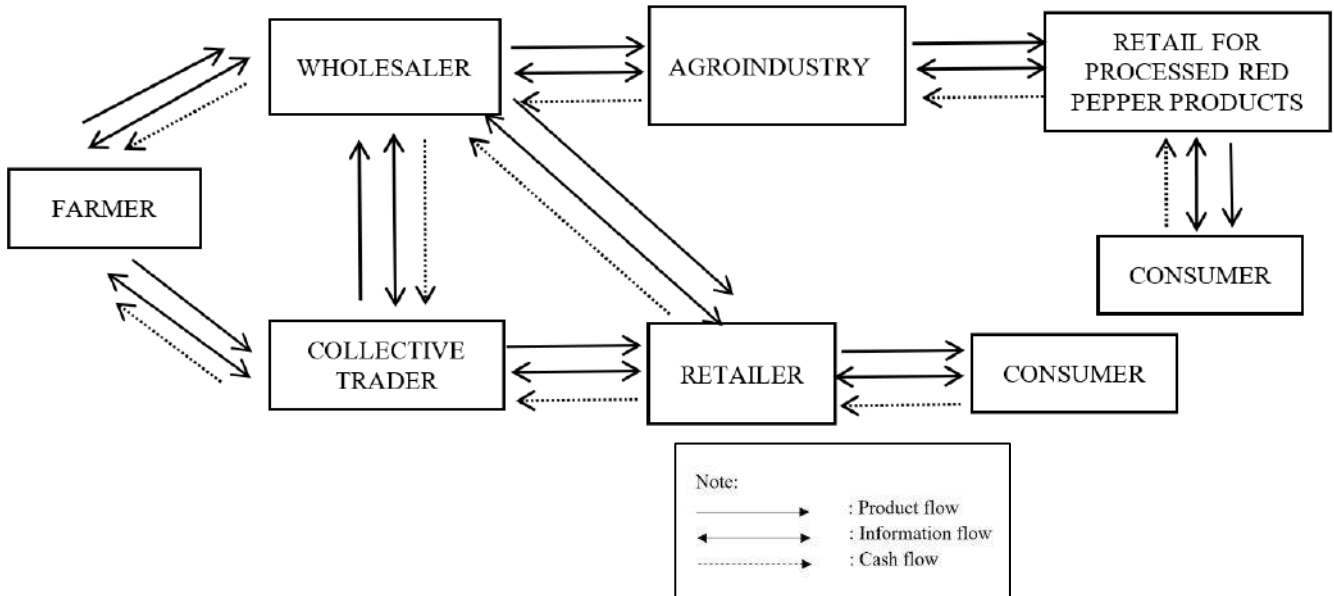 WHOLESALER
AGROINDUSTRY
RETAIL FOR
PROCESSED RED
PEPPER PRODUCTS
FARMER
CONSUMER
COLLECTIVE
TRADER
RETAILER
CONSUMER
Note:
: Product flow
: Information flow
: Cash flow